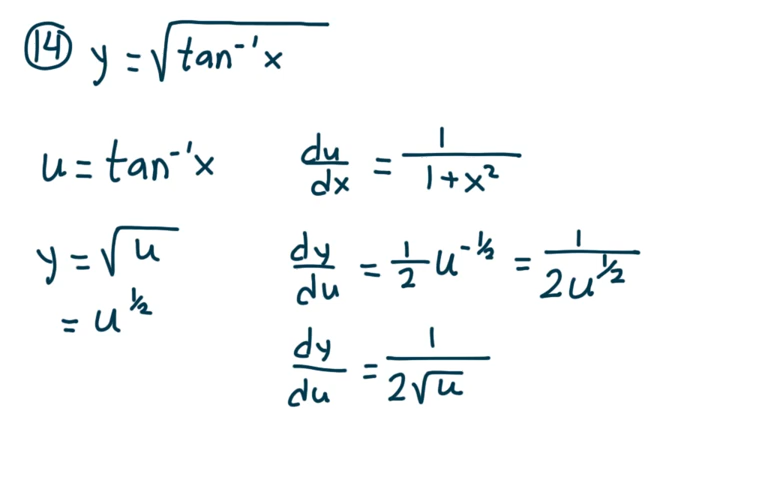 ⑭ y = √(tan⁻¹x)
u = tan⁻¹x du/dx = 1/(1+x²)
y = √u dy/du = 1/2 u^(-1/2) = 1/(2u^(1/2))
= u^(1/2)
dy/du = 1/(2√u)